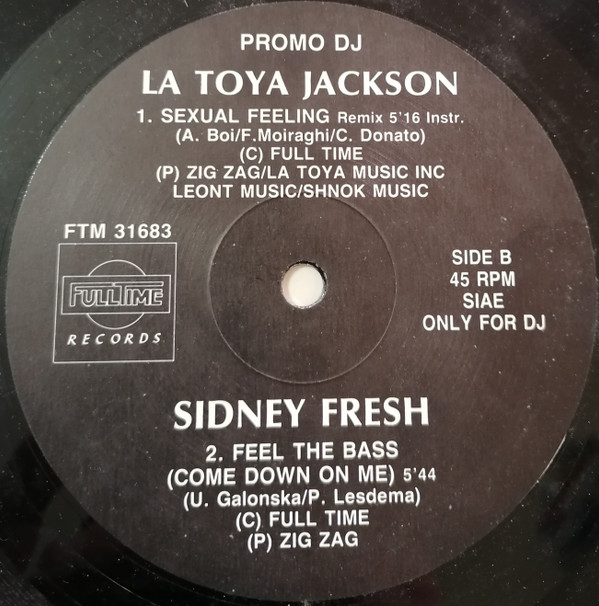 PROMO DJ
LA TOYA JACKSON
1. SEXUAL FEELING Remix 5'16 Instr.
(A. Boi/F.Moiraghi/C. Donato)
(C) FULL TIME
(P) ZIG ZAG/LA TOYA MUSIC INC
LEONT MUSIC/SHNOK MUSIC
FTM 31683
FULLTIME
RECORDS
SIDE B
45 RPM
SIAE
ONLY FOR DJ
SIDNEY FRESH
2. FEEL THE BASS
(COME DOWN ON ME) 5'44
(U. Galonska/P. Lesdema)
(C) FULL TIME
(P) ZIG ZAG